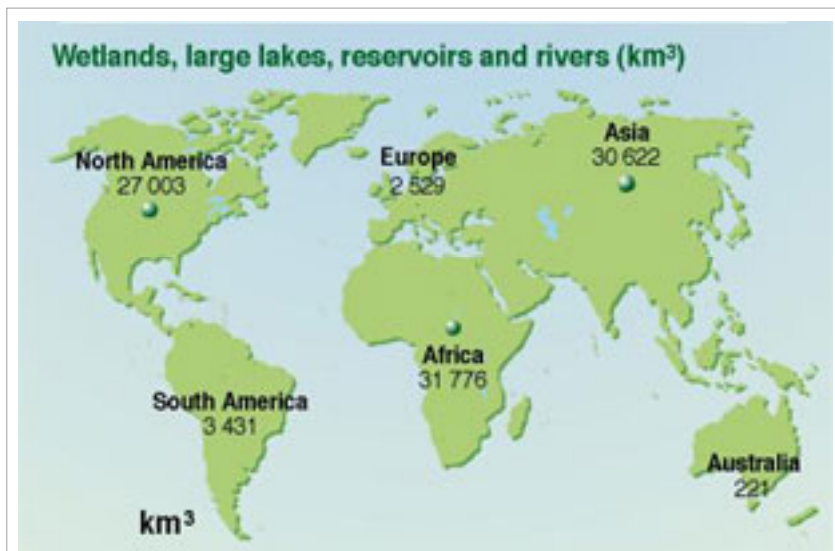 Wetlands, large lakes, reservoirs and rivers (km³)
North America
27 003
Europe
2 529
Asia
30 622
Africa
31 776
South America
3 431
Australia
221
km³